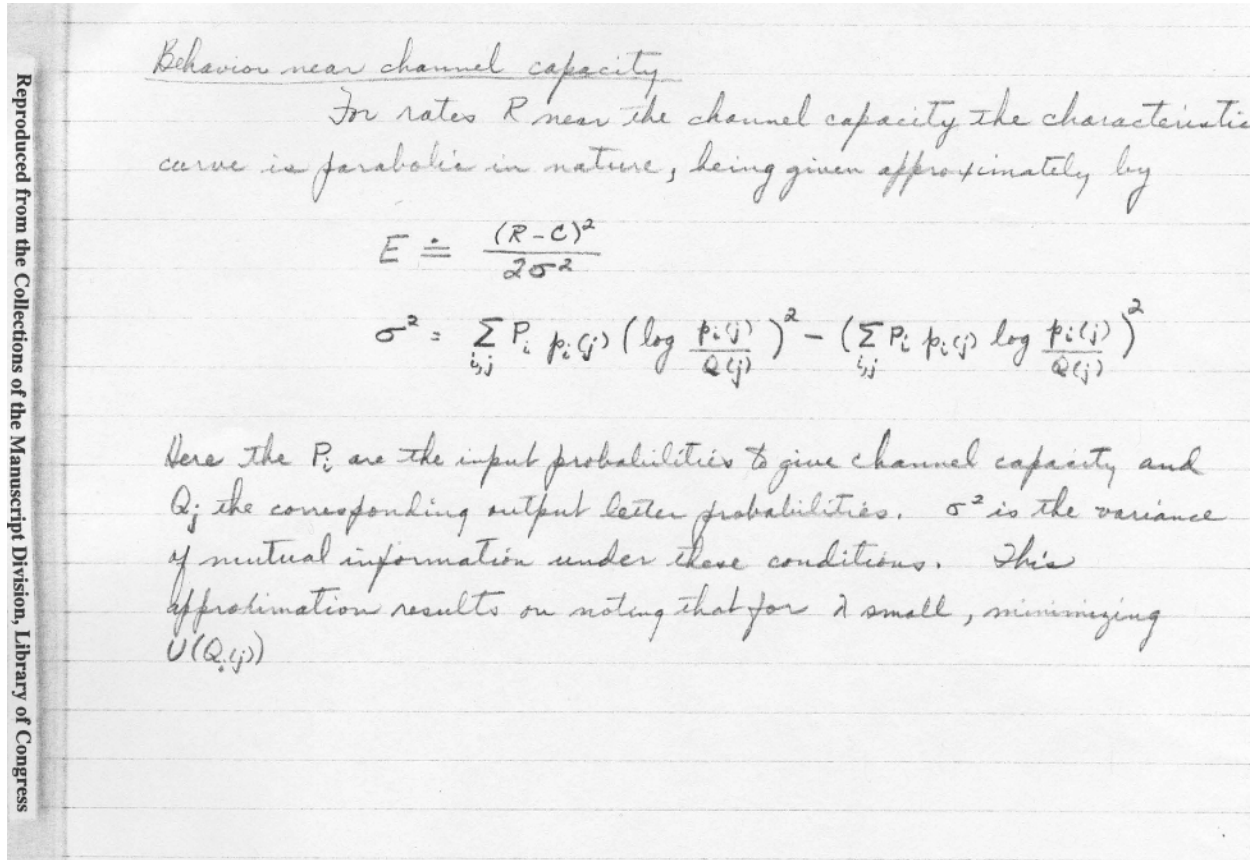 Behavior near channel capacity
For rates R near the channel capacity the characteristic
curve is parabolic in nature, being given approximately by
E ≐ (R-C)² / 2σ²
σ² = Σ_{i,j} P_i p_i(j) (log p_i(j)/Q(j))² - (Σ_{i,j} P_i p_i(j) log p_i(j)/Q(j))²
Here the P_i are the input probabilities to give channel capacity and
Q_j the corresponding output letter probabilities. σ² is the variance
of mutual information under these conditions. This
approximation results on noting that for λ small, minimizing
U(Q_i(j))
Reproduced from the Collections of the Manuscript Division, Library of Congress